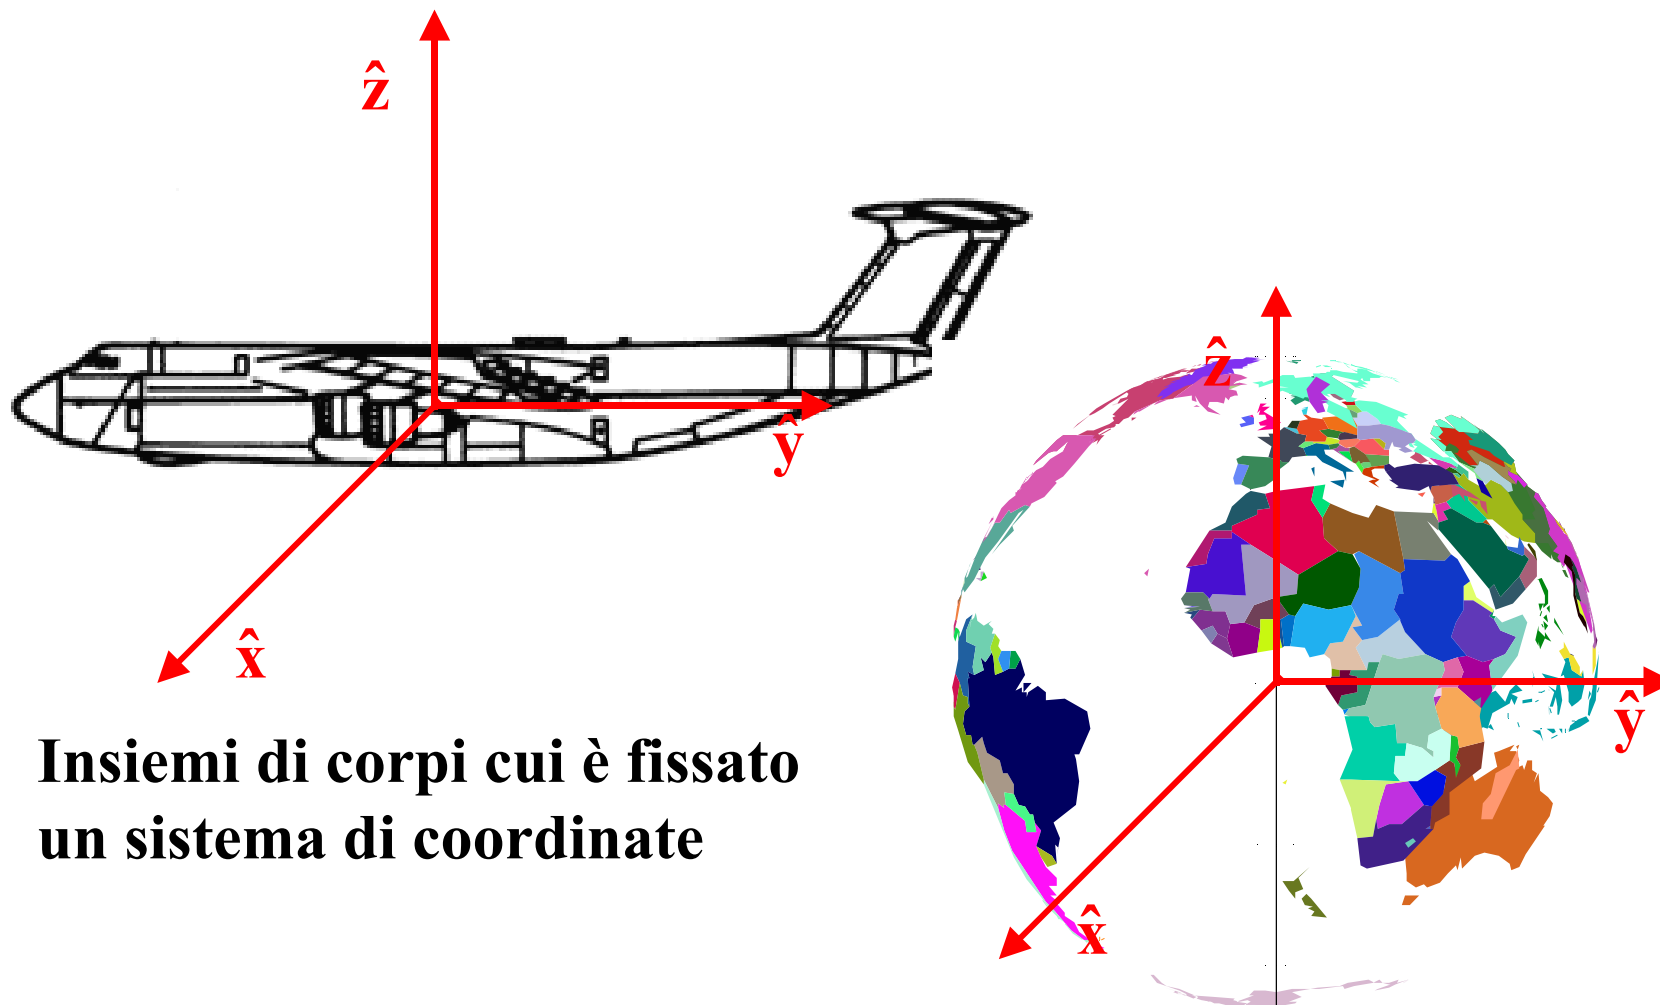 ẑ
ŷ
x̂
ẑ
ŷ
x̂
Insiemi di corpi cui è fissato
un sistema di coordinate